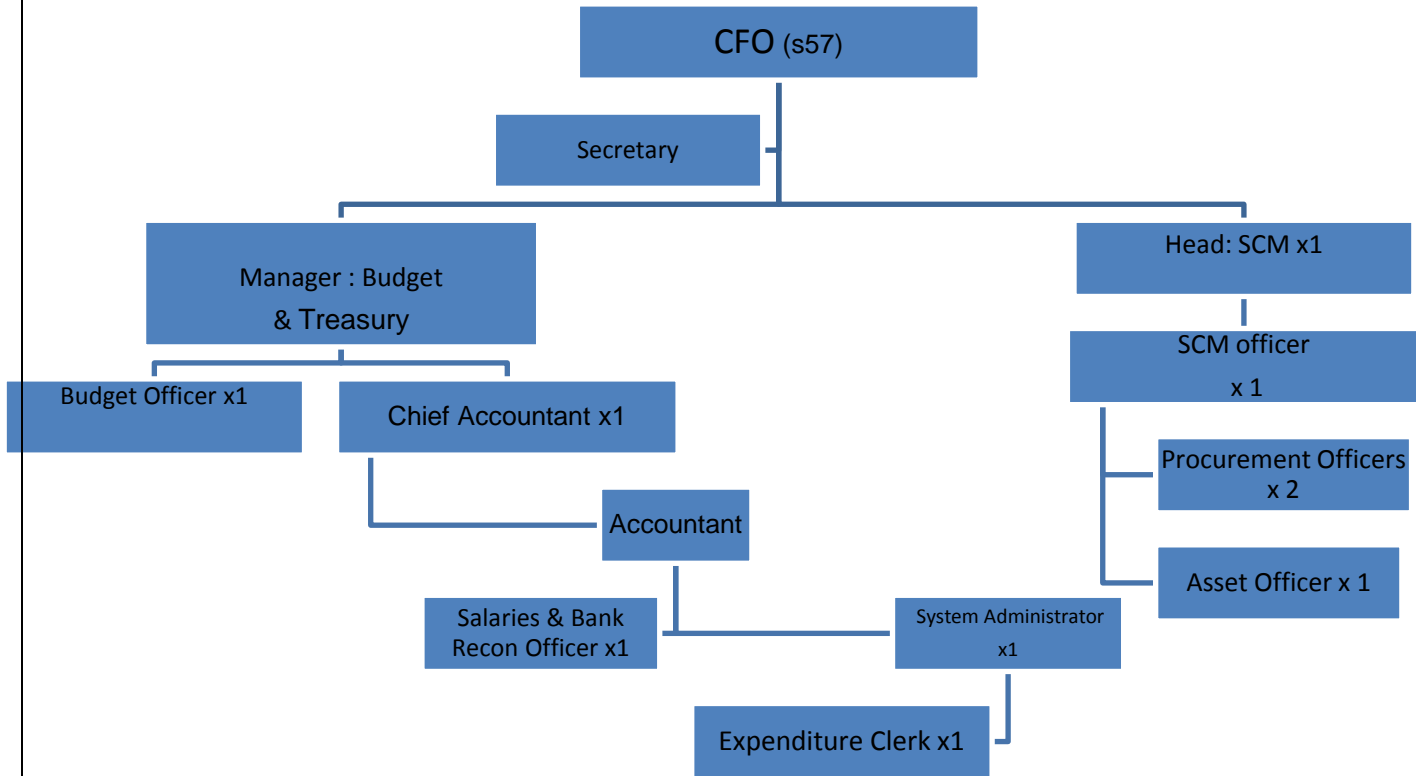 CFO (s57)
Secretary
Manager : Budget
& Treasury
Head: SCM x1
SCM officer
x 1
Budget Officer x1
Chief Accountant x1
Procurement Officers
x 2
Accountant
Asset Officer x 1
Salaries & Bank
Recon Officer x1
System Administrator
x1
Expenditure Clerk x1